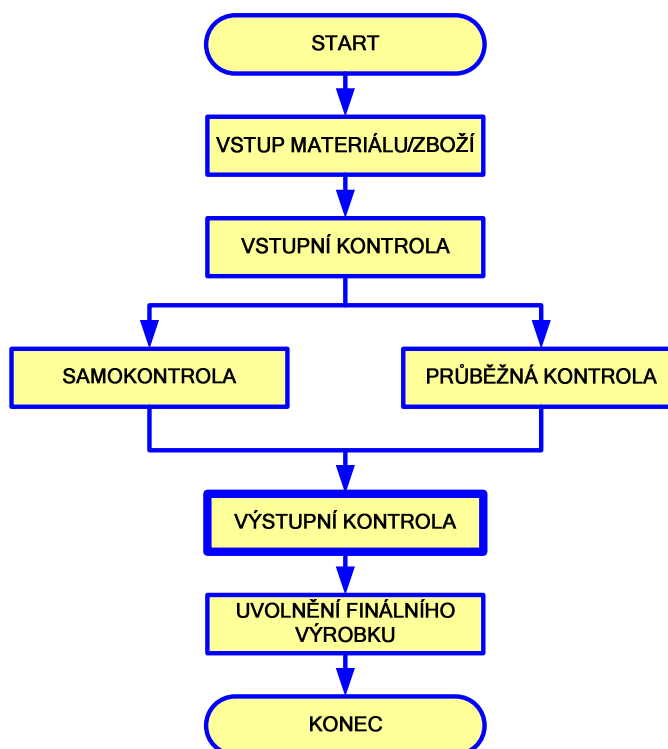 START
VSTUP MATERIÁLU/ZBOŽÍ
VSTUPNÍ KONTROLA
SAMOKONTROLA
PRŮBĚŽNÁ KONTROLA
VÝSTUPNÍ KONTROLA
UVOLNĚNÍ FINÁLNÍHO
VÝROBKU
KONEC